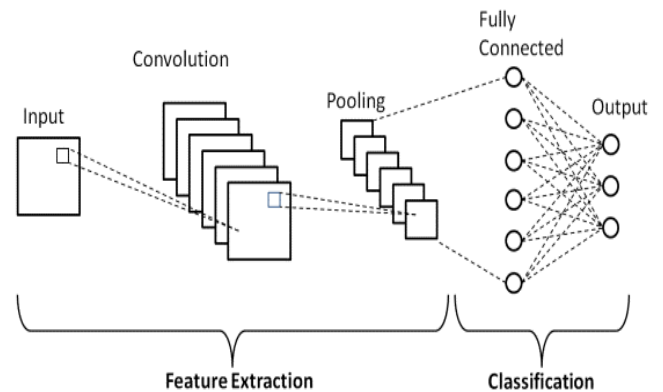 Input
Convolution
Pooling
Fully
Connected
Output
Feature Extraction
Classification